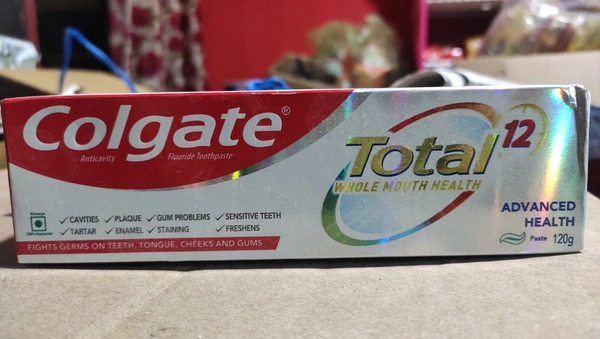 Colgate®
Anticavity Fluoride Toothpaste
Total 12
WHOLE MOUTH HEALTH
✓ CAVITIES ✓ PLAQUE ✓ GUM PROBLEMS ✓ SENSITIVE TEETH
✓ TARTAR ✓ ENAMEL ✓ STAINING ✓ FRESHENS
FIGHTS GERMS ON TEETH, TONGUE, CHEEKS AND GUMS
ADVANCED
HEALTH
Paste 120g